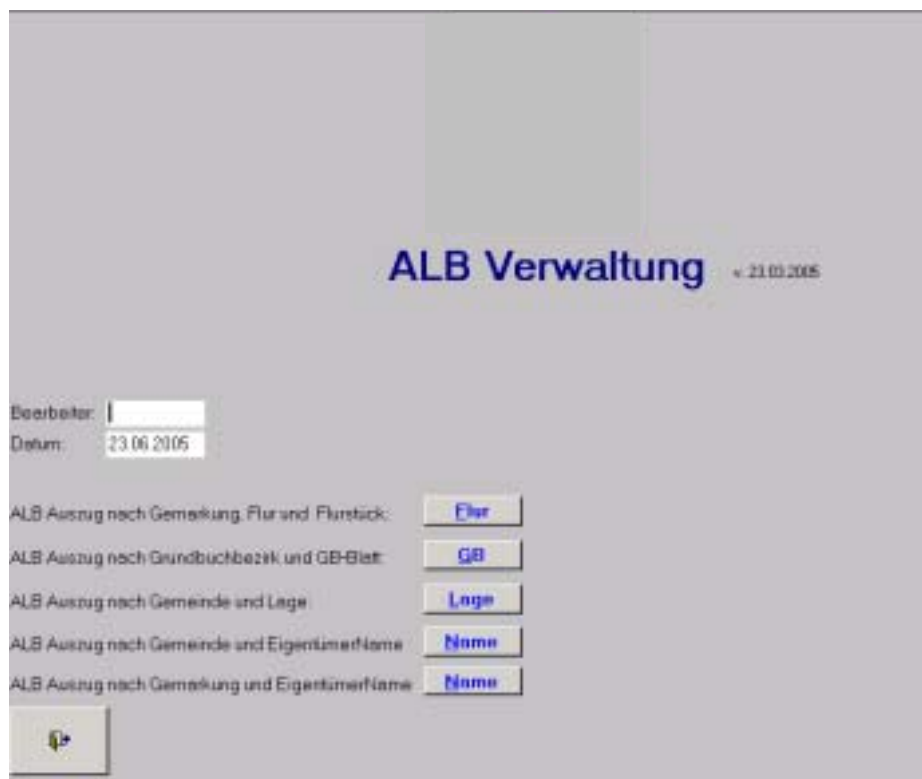 ALB Verwaltung v. 23.03.2005
Bearbeiter:
Datum: 23.06.2005
ALB Auszug nach Gemarkung, Flur und Flurstück: Flur
ALB Auszug nach Grundbuchbezirk und GB-Blatt: GB
ALB Auszug nach Gemeinde und Lage: Lage
ALB Auszug nach Gemeinde und EigentümerName Name
ALB Auszug nach Gemarkung und EigentümerName Name